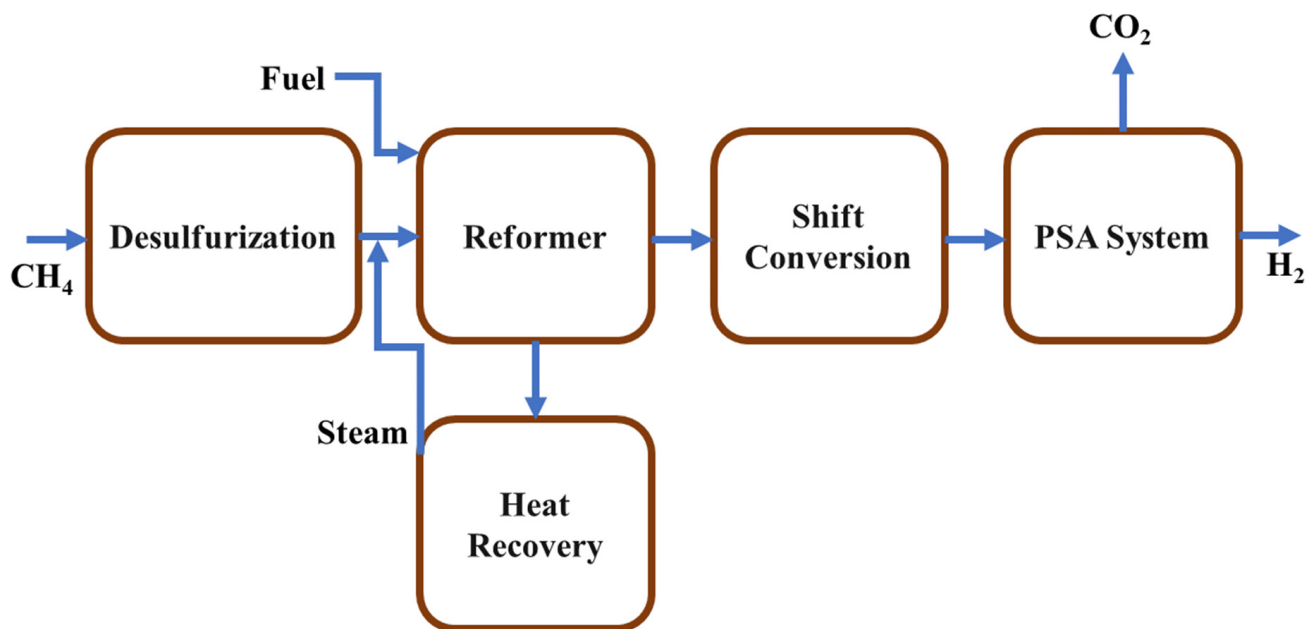 CO₂
Fuel
Desulfurization
Reformer
Shift
Conversion
PSA System
CH₄
H₂
Steam
Heat
Recovery